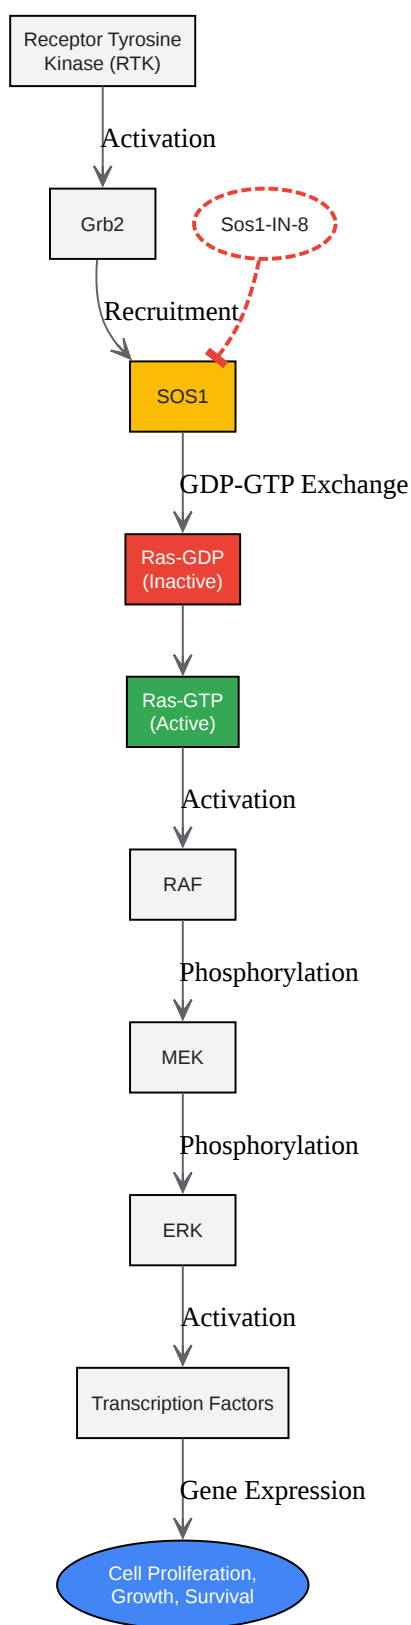 Receptor Tyrosine
Kinase (RTK)
Activation
Grb2
Sos1-IN-8
Recruitment
SOS1
GDP-GTP Exchange
Ras-GDP
(Inactive)
Ras-GTP
(Active)
Activation
RAF
Phosphorylation
MEK
Phosphorylation
ERK
Activation
Transcription Factors
Gene Expression
Cell Proliferation,
Growth, Survival